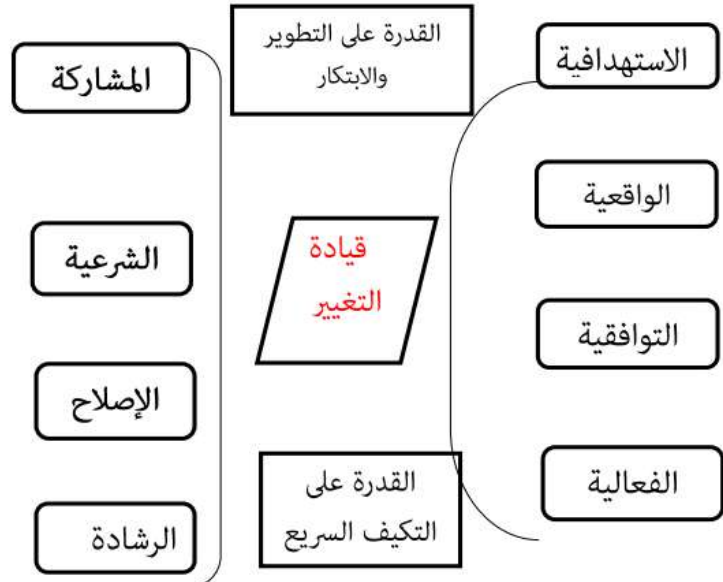 الاستهدافية
القدرة على التطوير
والابتكار
المشاركة
الواقعية
قيادة
التغيير
الشرعية
التوافقية
الإصلاح
الفعالية
القدرة على
التكيف السريع
الرشادة